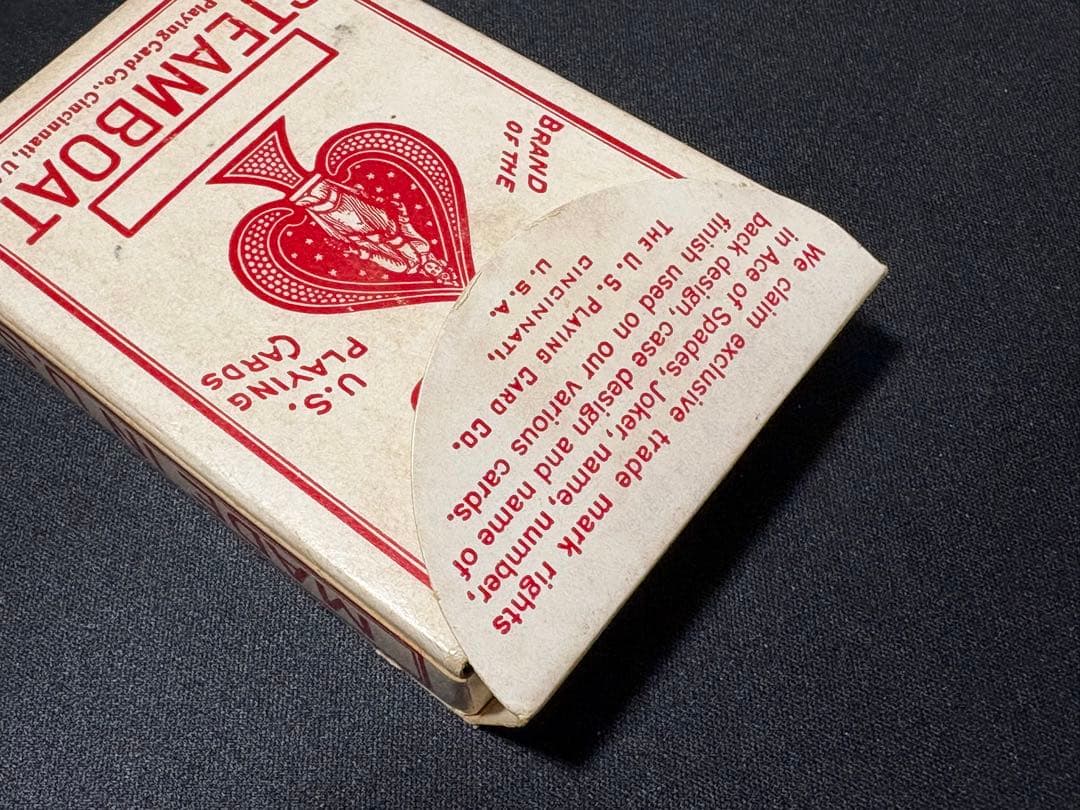 We claim exclusive trade mark rights
in Ace of Spades, Joker, name, number,
back design, case design and name of
finish used on our various cards.
THE U. S. PLAYING CARD CO.
CINCINNATI,
U. S. A.
BRAND
OF THE
U.S.
PLAYING
CARDS
STEAMBOAT
Playing Card Co., Cincinnati, U.S.